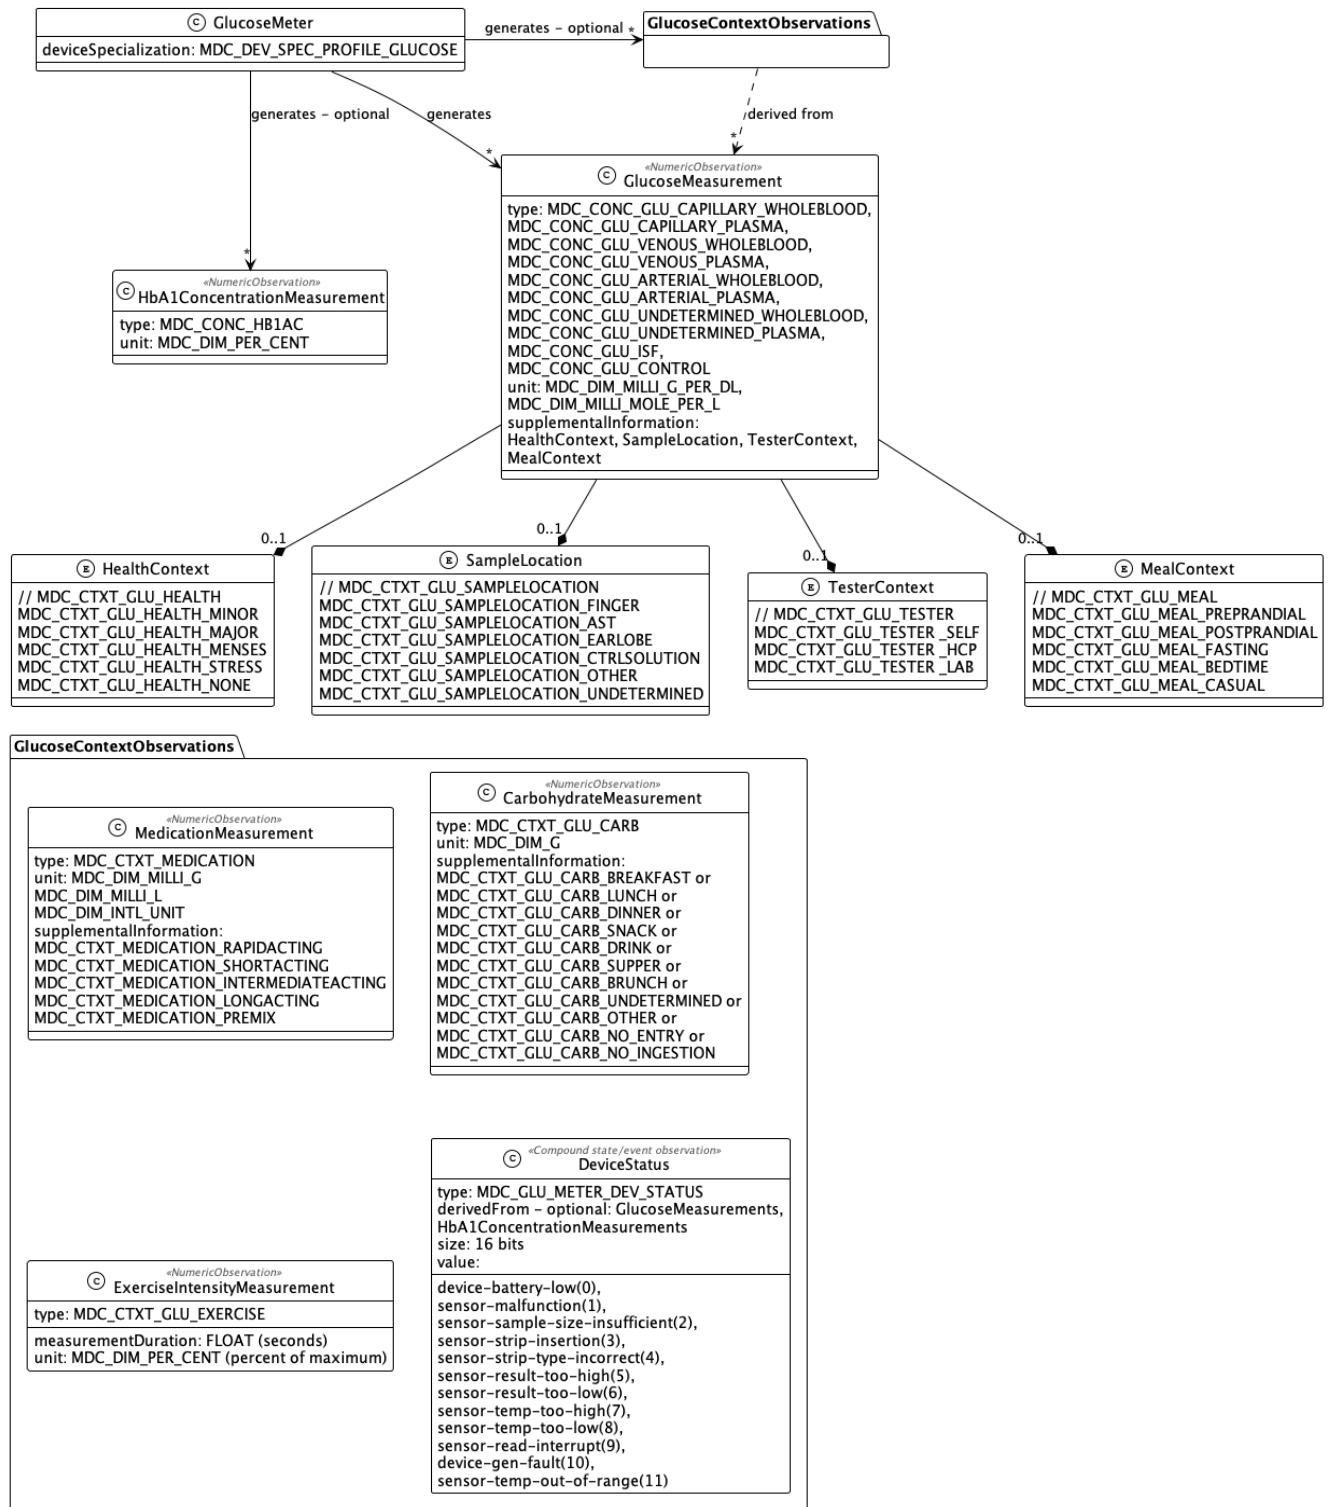 C GlucoseMeter
deviceSpecialization: MDC_DEV_SPEC_PROFILE_GLUCOSE
generates - optional *
GlucoseContextObservations
generates - optional
generates
derived from
*
*
*
«NumericObservation»
C GlucoseMeasurement
type: MDC_CONC_GLU_CAPILLARY_WHOLEBLOOD,
MDC_CONC_GLU_CAPILLARY_PLASMA,
MDC_CONC_GLU_VENOUS_WHOLEBLOOD,
MDC_CONC_GLU_VENOUS_PLASMA,
MDC_CONC_GLU_ARTERIAL_WHOLEBLOOD,
MDC_CONC_GLU_ARTERIAL_PLASMA,
MDC_CONC_GLU_UNDETERMINED_WHOLEBLOOD,
MDC_CONC_GLU_UNDETERMINED_PLASMA,
MDC_CONC_GLU_ISF,
MDC_CONC_GLU_CONTROL
unit: MDC_DIM_MILLI_G_PER_DL,
MDC_DIM_MILLI_MOLE_PER_L
supplementalInformation:
HealthContext, SampleLocation, TesterContext,
MealContext
«NumericObservation»
C HbA1ConcentrationMeasurement
type: MDC_CONC_HB1AC
unit: MDC_DIM_PER_CENT
0..1
0..1
0..1
0..1
E HealthContext
// MDC_CTXT_GLU_HEALTH
MDC_CTXT_GLU_HEALTH_MINOR
MDC_CTXT_GLU_HEALTH_MAJOR
MDC_CTXT_GLU_HEALTH_MENSES
MDC_CTXT_GLU_HEALTH_STRESS
MDC_CTXT_GLU_HEALTH_NONE
E SampleLocation
// MDC_CTXT_GLU_SAMPLELOCATION
MDC_CTXT_GLU_SAMPLELOCATION_FINGER
MDC_CTXT_GLU_SAMPLELOCATION_AST
MDC_CTXT_GLU_SAMPLELOCATION_EARLOBE
MDC_CTXT_GLU_SAMPLELOCATION_CTRLSOLUTION
MDC_CTXT_GLU_SAMPLELOCATION_OTHER
MDC_CTXT_GLU_SAMPLELOCATION_UNDETERMINED
E TesterContext
// MDC_CTXT_GLU_TESTER
MDC_CTXT_GLU_TESTER _SELF
MDC_CTXT_GLU_TESTER _HCP
MDC_CTXT_GLU_TESTER _LAB
E MealContext
// MDC_CTXT_GLU_MEAL
MDC_CTXT_GLU_MEAL_PREPRANDIAL
MDC_CTXT_GLU_MEAL_POSTPRANDIAL
MDC_CTXT_GLU_MEAL_FASTING
MDC_CTXT_GLU_MEAL_BEDTIME
MDC_CTXT_GLU_MEAL_CASUAL
GlucoseContextObservations
«NumericObservation»
C MedicationMeasurement
type: MDC_CTXT_MEDICATION
unit: MDC_DIM_MILLI_G
MDC_DIM_MILLI_L
MDC_DIM_INTL_UNIT
supplementalInformation:
MDC_CTXT_MEDICATION_RAPIDACTING
MDC_CTXT_MEDICATION_SHORTACTING
MDC_CTXT_MEDICATION_INTERMEDIATEACTING
MDC_CTXT_MEDICATION_LONGACTING
MDC_CTXT_MEDICATION_PREMIX
«NumericObservation»
C CarbohydrateMeasurement
type: MDC_CTXT_GLU_CARB
unit: MDC_DIM_G
supplementalInformation:
MDC_CTXT_GLU_CARB_BREAKFAST or
MDC_CTXT_GLU_CARB_LUNCH or
MDC_CTXT_GLU_CARB_DINNER or
MDC_CTXT_GLU_CARB_SNACK or
MDC_CTXT_GLU_CARB_DRINK or
MDC_CTXT_GLU_CARB_SUPPER or
MDC_CTXT_GLU_CARB_BRUNCH or
MDC_CTXT_GLU_CARB_UNDETERMINED or
MDC_CTXT_GLU_CARB_OTHER or
MDC_CTXT_GLU_CARB_NO_ENTRY or
MDC_CTXT_GLU_CARB_NO_INGESTION
«NumericObservation»
C ExerciseIntensityMeasurement
type: MDC_CTXT_GLU_EXERCISE
measurementDuration: FLOAT (seconds)
unit: MDC_DIM_PER_CENT (percent of maximum)
«Compound state/event observation»
C DeviceStatus
type: MDC_GLU_METER_DEV_STATUS
derivedFrom - optional: GlucoseMeasurements,
HbA1ConcentrationMeasurements
size: 16 bits
value:
device-battery-low(0),
sensor-malfunction(1),
sensor-sample-size-insufficient(2),
sensor-strip-insertion(3),
sensor-strip-type-incorrect(4),
sensor-result-too-high(5),
sensor-result-too-low(6),
sensor-temp-too-high(7),
sensor-temp-too-low(8),
sensor-read-interrupt(9),
device-gen-fault(10),
sensor-temp-out-of-range(11)